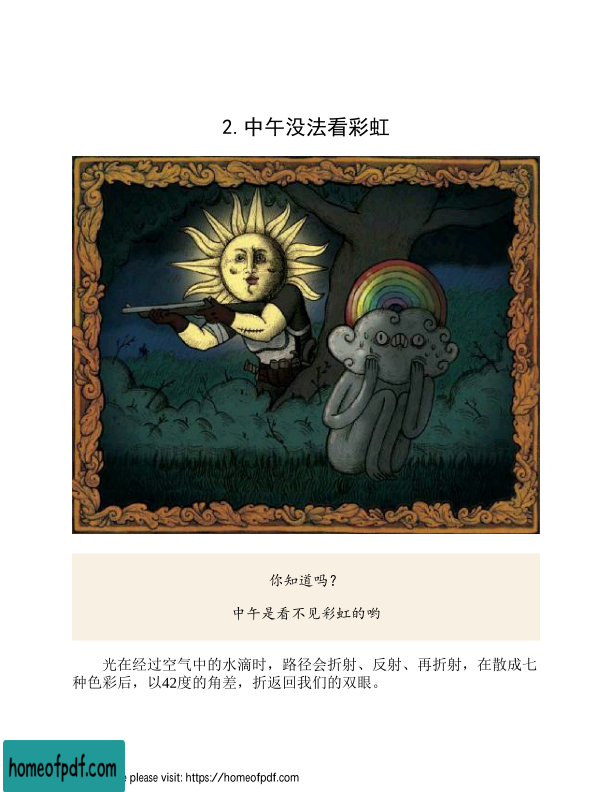 2. 中午没法看彩虹
你知道吗？
中午是看不见彩虹的哟
光在经过空气中的水滴时，路径会折射、反射、再折射，在散成七
种色彩后，以42度的角差，折返回我们的双眼。
homeofpdf.com
please visit: https://homeofpdf.com